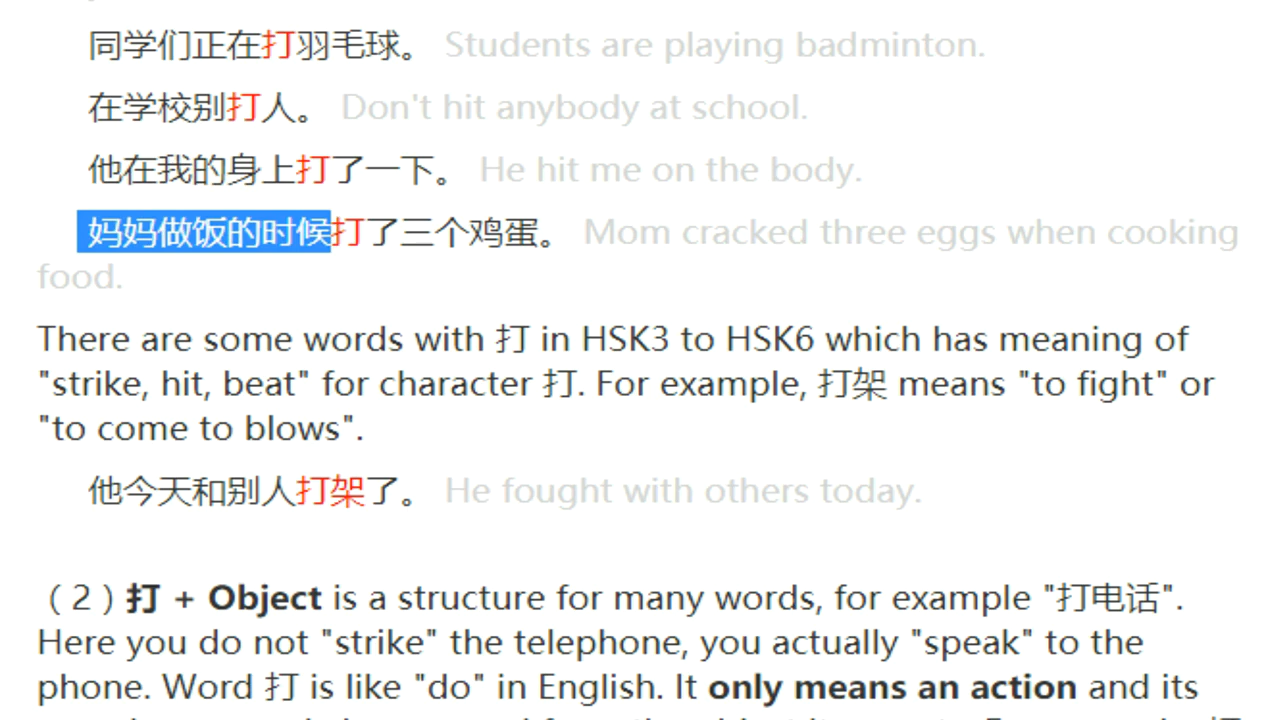 同学们正在打羽毛球。 Students are playing badminton.
在学校别打人。 Don't hit anybody at school.
他在我的身上打了一下。 He hit me on the body.
妈妈做饭的时候打了三个鸡蛋。 Mom cracked three eggs when cooking
food.
There are some words with 打 in HSK3 to HSK6 which has meaning of
"strike, hit, beat" for character 打. For example, 打架 means "to fight" or
"to come to blows".
他今天和别人打架了。 He fought with others today.
（2）打 + Object is a structure for many words, for example "打电话".
Here you do not "strike" the telephone, you actually "speak" to the
phone. Word 打 is like "do" in English. It only means an action and its